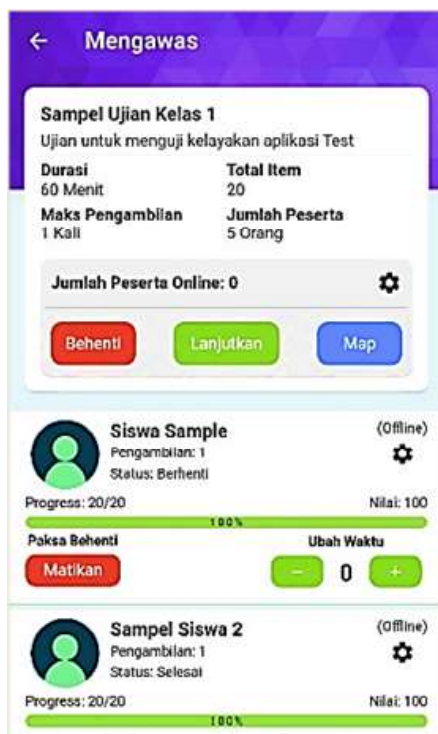 Mengawas
Sampel Ujian Kelas 1
Ujian untuk menguji kelayakan aplikasi Test
Durasi Total Item
60 Menit 20
Maks Pengambilan Jumlah Peserta
1 Kali 5 Orang
Jumlah Peserta Online: 0
Behenti Lanjutkan Map
Siswa Sample (Offline)
Pengambilan: 1
Status: Berhenti
Progress: 20/20 Nilai: 100
100%
Paksa Behenti Ubah Waktu
Matikan − 0 +
Sampel Siswa 2 (Offline)
Pengambilan: 1
Status: Selesai
Progress: 20/20 Nilai: 100
100%